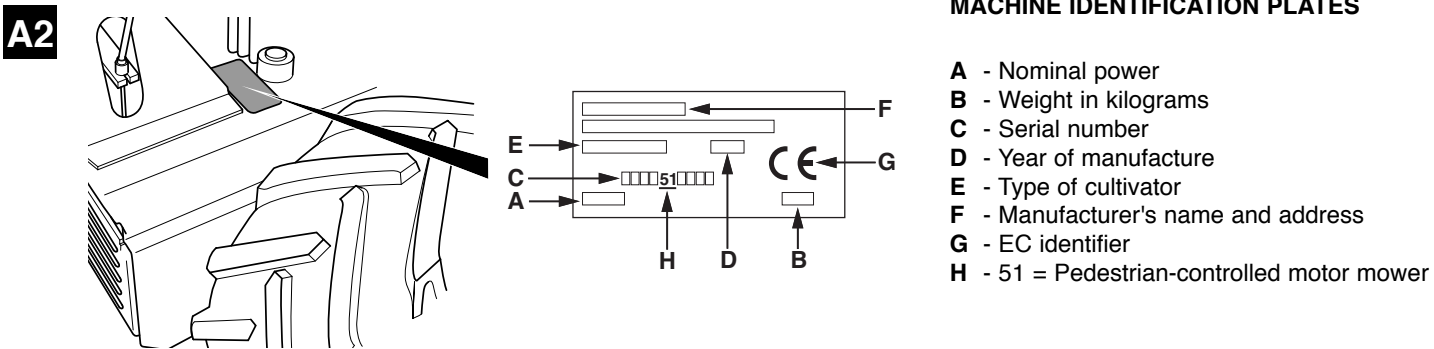 A2
MACHINE IDENTIFICATION PLATES
A - Nominal power
B - Weight in kilograms
C - Serial number
D - Year of manufacture
E - Type of cultivator
F - Manufacturer's name and address
G - EC identifier
H - 51 = Pedestrian-controlled motor mower
F
E
G
CE
C
51
A
H
D
B